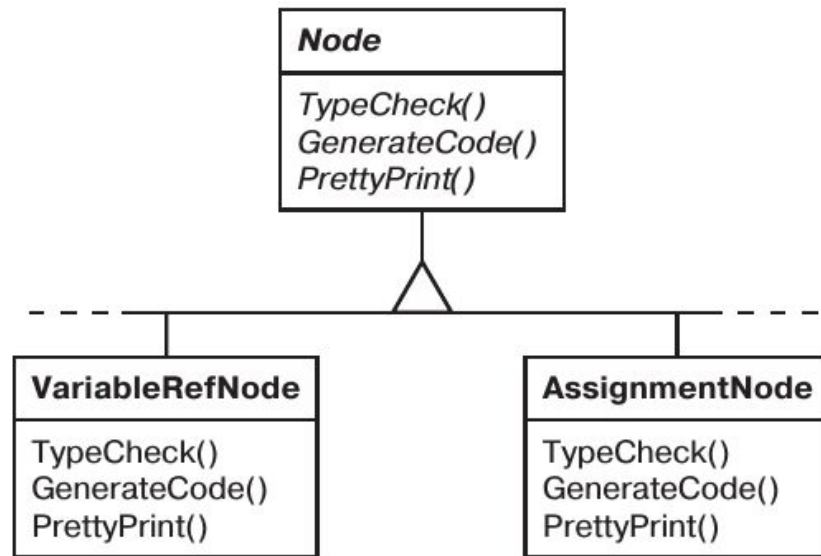 Node
TypeCheck()
GenerateCode()
PrettyPrint()
VariableRefNode
TypeCheck()
GenerateCode()
PrettyPrint()
AssignmentNode
TypeCheck()
GenerateCode()
PrettyPrint()